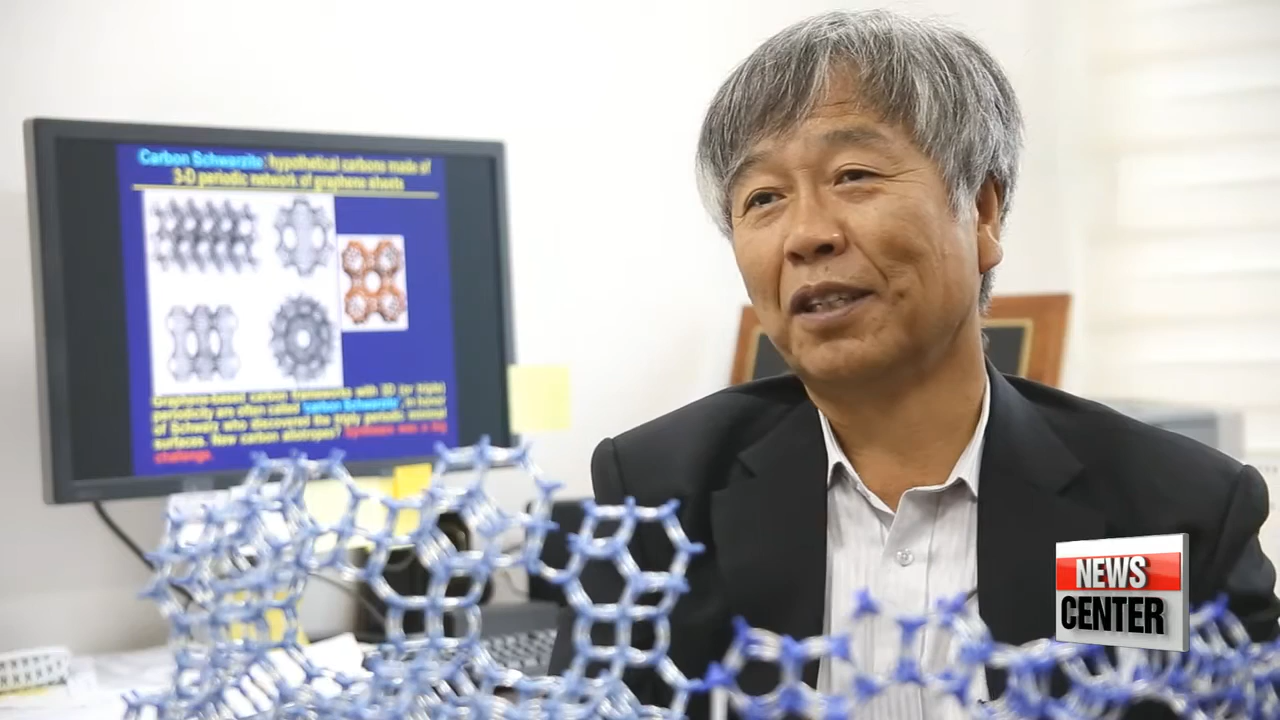 Carbon Schwarzite: hypothetical carbons made of
3-D periodic network of graphene sheets
Graphene-based carbon frameworks with 3D (or triple)
periodicity are often called "carbon Schwarzite", in honor
of Schwarz who discovered the triply periodic minimal
surfaces. New carbon allotropes? Synthesis was a big
challenge.
NEWS
CENTER